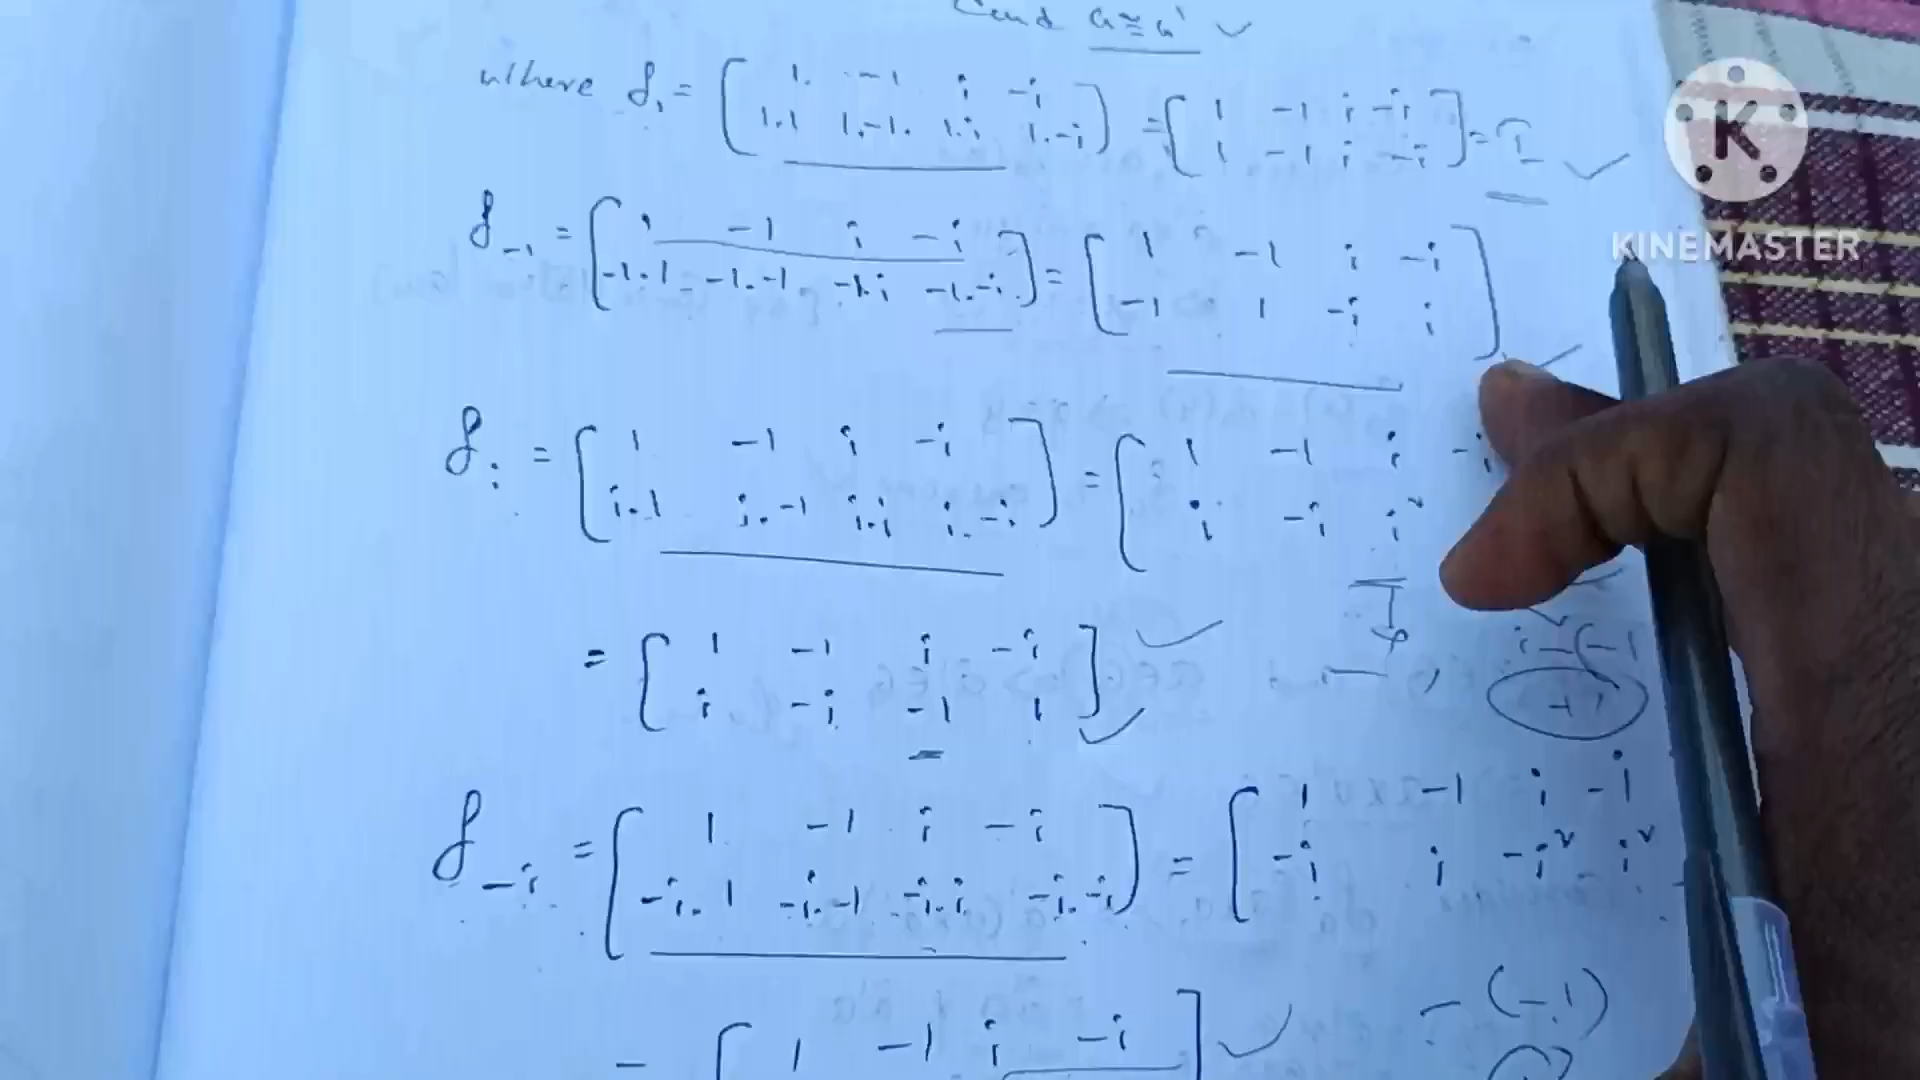 and G ≅ G' ✓
where f₁ = [ 1. -1 i -i / 1.1 1.-1. 1.i 1.-i ] = [ 1 -1 i -i / 1 -1 i -i ] = I ✓
KINEMASTER
f₋₁ = [ 1 -1 i -i / -1.1 -1.-1 -1.i -1.-i ] = [ 1 -1 i -i / -1 1 -i i ]
fᵢ = [ 1 -1 i -i / i.1 i.-1 i.i i.-i ] = [ 1 -1 i -i / i -i i²
= [ 1 -1 i -i / i -i -1 1 ] ✓
f₋ᵢ = [ 1 -1 i -i / -i.1 -i.-1 -i.i -i.-i ] = [ 1 -1 i -i / -i i -i² i²
-(-1)
= [ 1 -1 i -i ] ✓